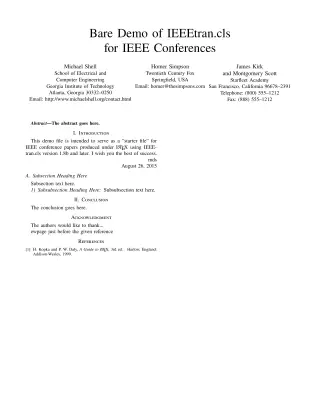 Bare Demo of IEEEtran.cls
for IEEE Conferences
Michael Shell
School of Electrical and
Computer Engineering
Georgia Institute of Technology
Atlanta, Georgia 30332–0250
Email: http://www.michaelshell.org/contact.html
Homer Simpson
Twentieth Century Fox
Springfield, USA
Email: homer@thesimpsons.com
James Kirk
and Montgomery Scott
Starfleet Academy
San Francisco, California 96678–2391
Telephone: (800) 555–1212
Fax: (888) 555–1212
Abstract—The abstract goes here.
I. Introduction
This demo file is intended to serve as a "starter file" for
IEEE conference papers produced under LATEX using IEEE-
tran.cls version 1.8b and later. I wish you the best of success.
mds
August 26, 2015
A. Subsection Heading Here
Subsection text here.
1) Subsubsection Heading Here: Subsubsection text here.
II. Conclusion
The conclusion goes here.
Acknowledgment
The authors would like to thank...
ewpage just before the given reference
References
[1] H. Kopka and P. W. Daly, A Guide to LATEX, 3rd ed. Harlow, England:
Addison-Wesley, 1999.